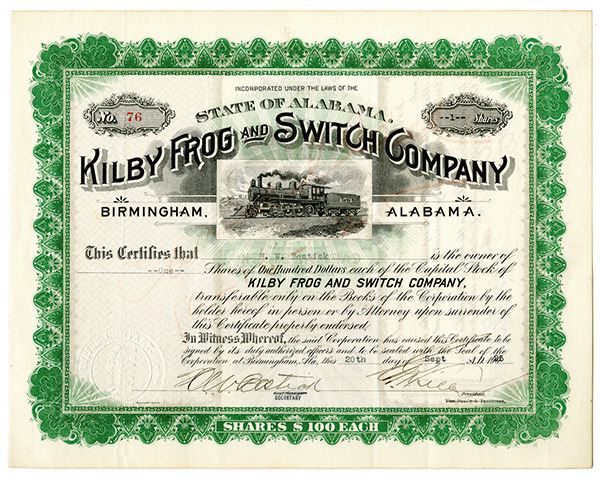 INCORPORATED UNDER THE LAWS OF THE
STATE OF ALABAMA.
No. 76
--1-- Shares
KILBY FROG AND SWITCH COMPANY
BIRMINGHAM, ALABAMA.
This Certifies that H. W. Bostick is the owner of
--One-- Shares of One Hundred Dollars each of the Capital Stock of
KILBY FROG AND SWITCH COMPANY,
transferable only on the Books of the Corporation by the
holder hereof in person or by Attorney upon surrender of
this Certificate properly endorsed.
In Witness Whereof, the said Corporation has caused this Certificate to be
signed by its duly authorized officers and to be sealed with the Seal of the
Corporation at Birmingham, Ala, this 20th day of Sept
SECRETARY
President,
SHARES $100 EACH